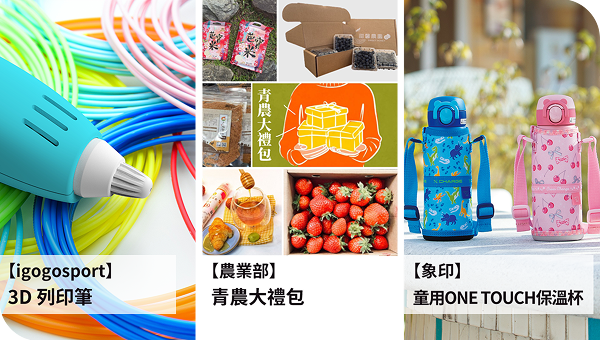 青農大禮包
【igogosport】
3D 列印筆
【農業部】
青農大禮包
【象印】
童用ONE TOUCH保溫杯